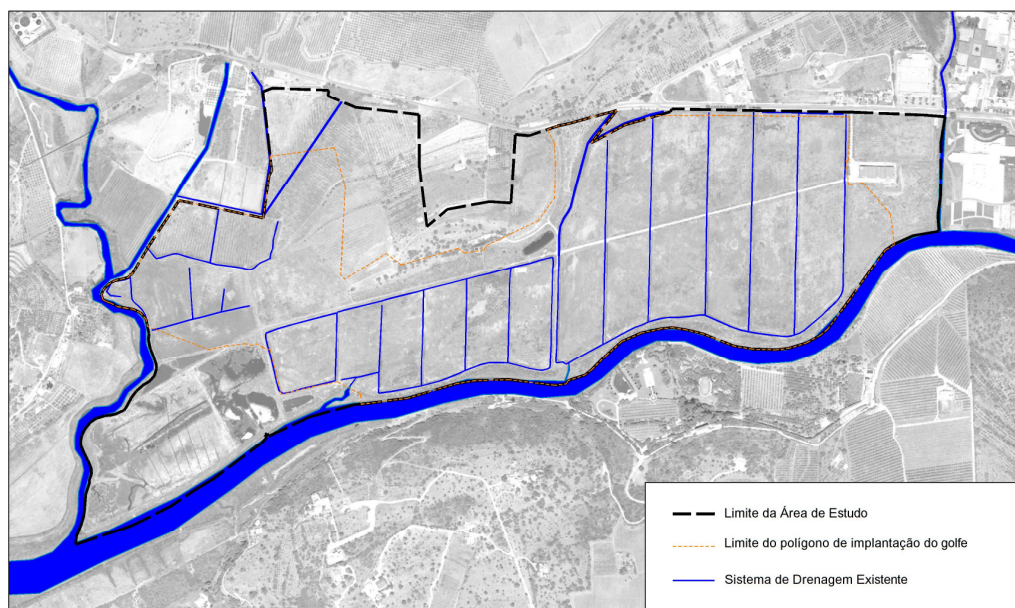 Limite da Área de Estudo
Limite do polígono de implantação do golfe
Sistema de Drenagem Existente